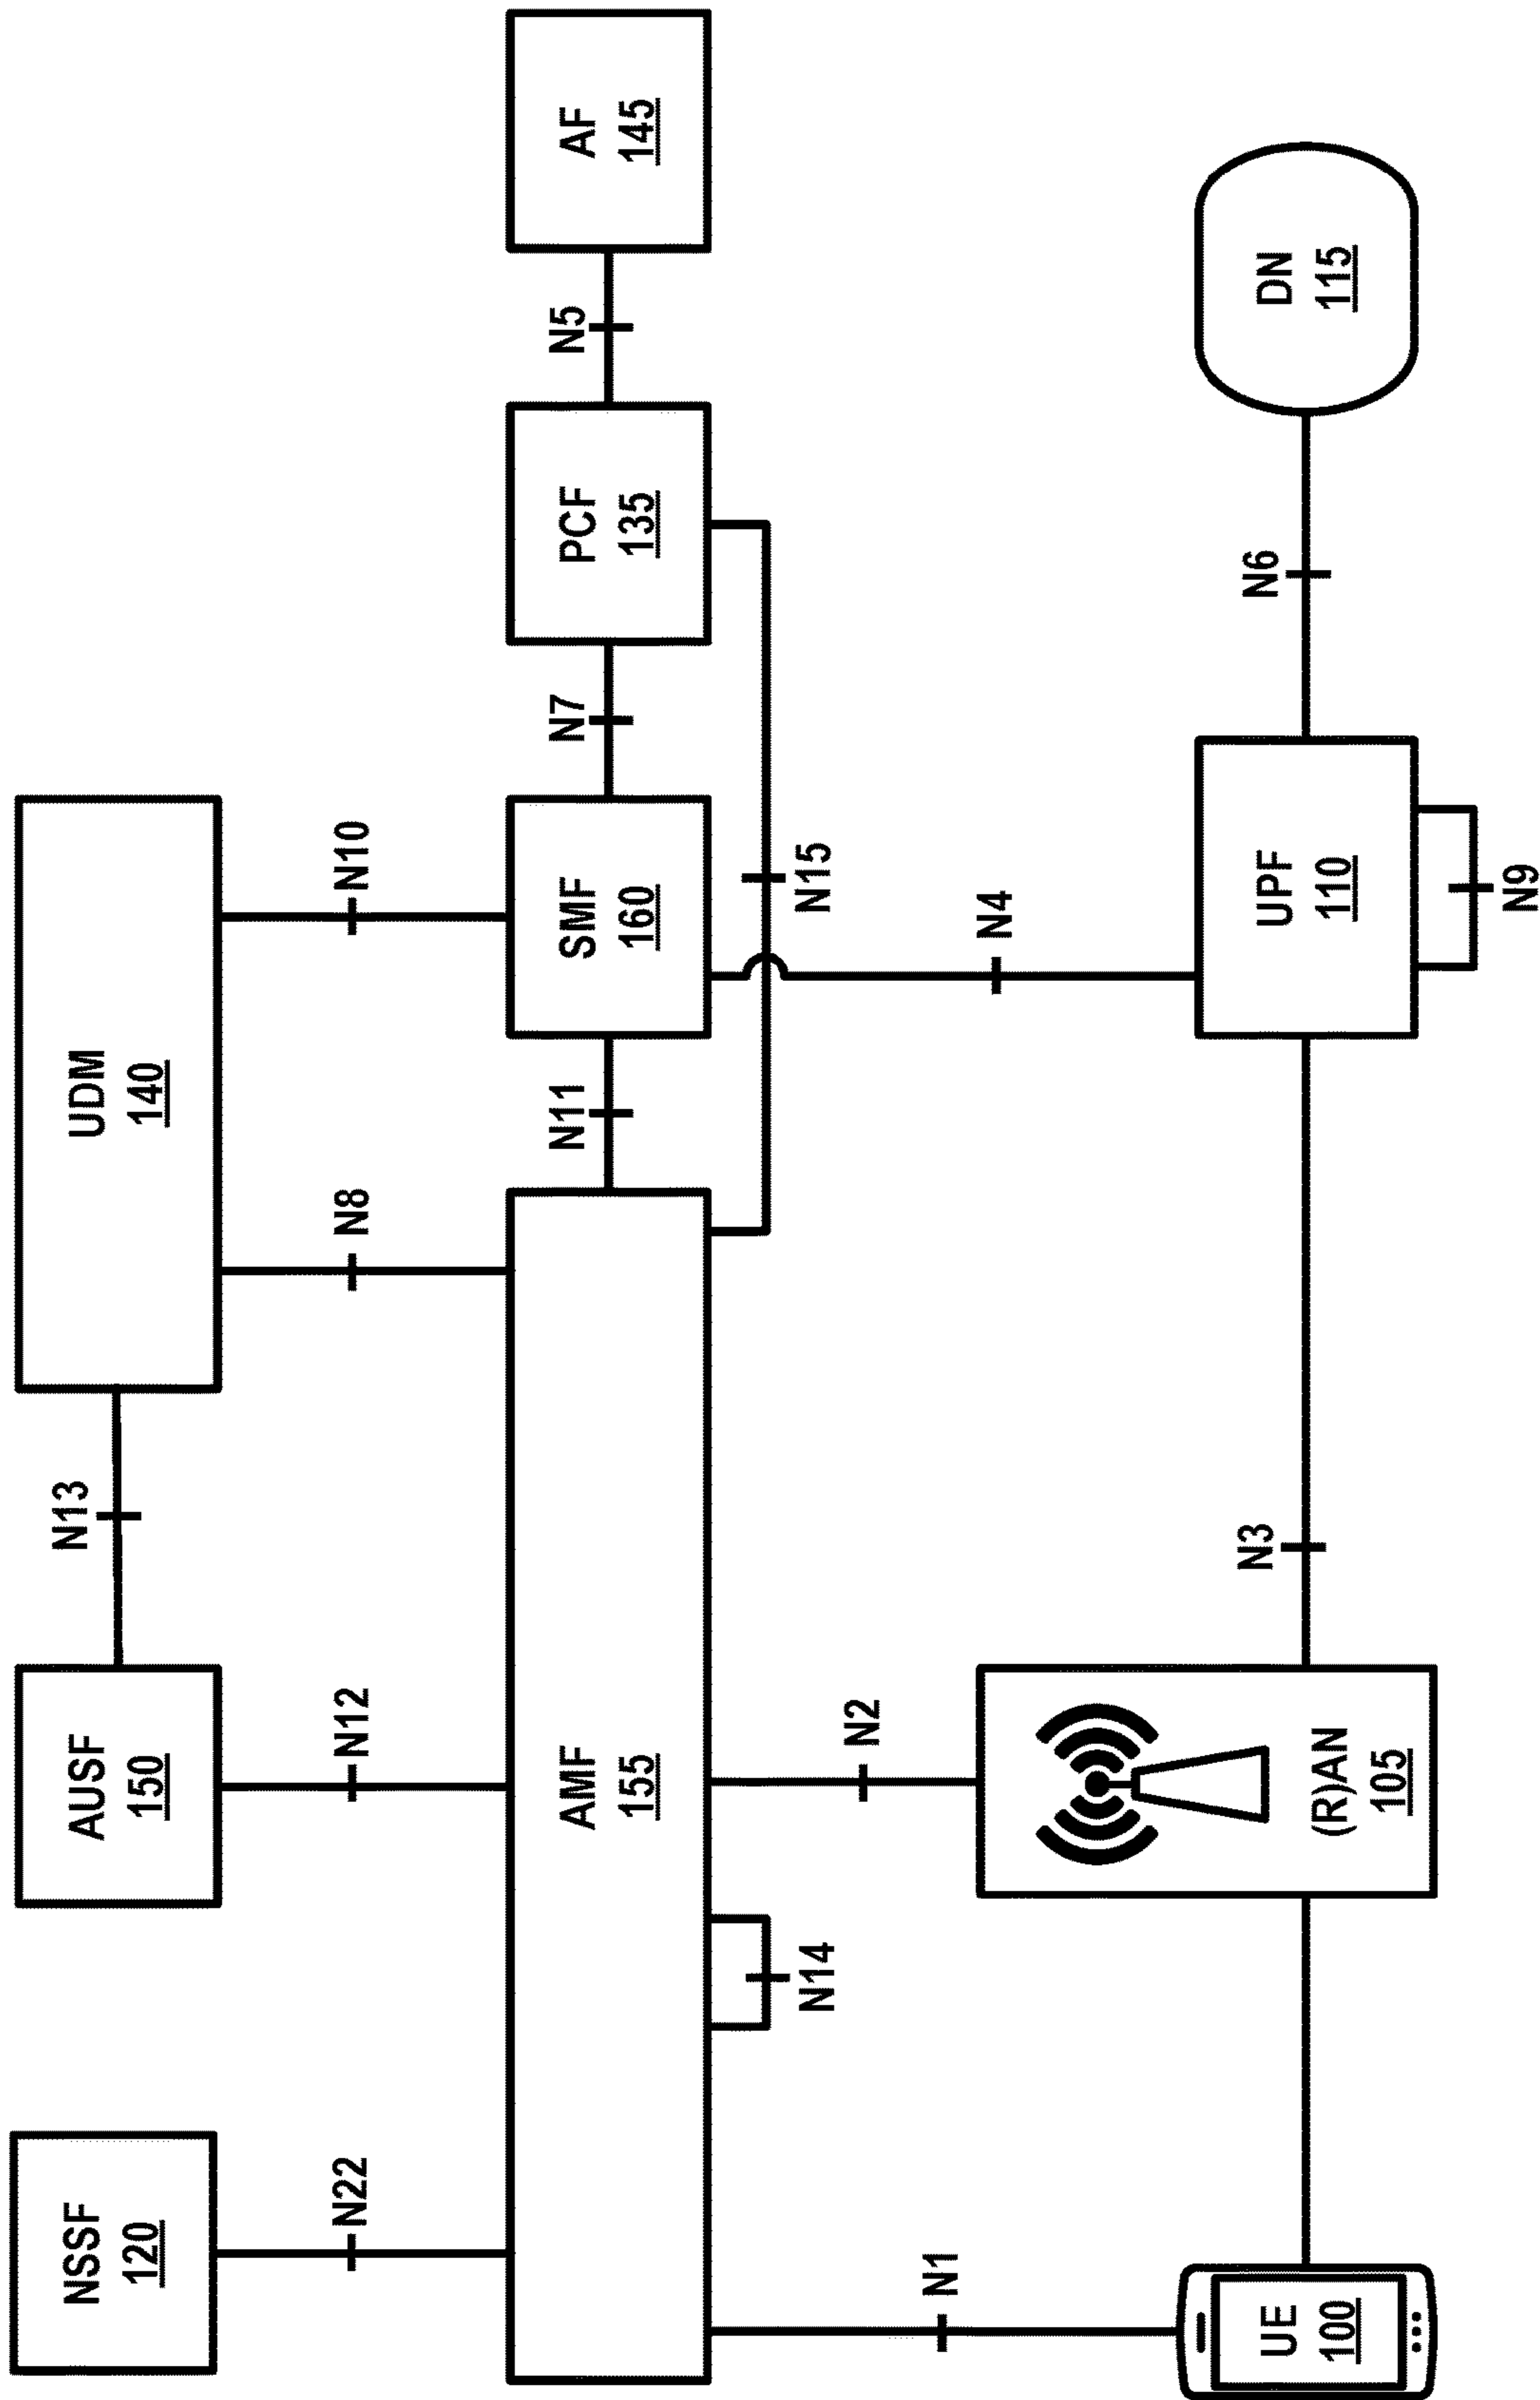 NSSF
120
AUSF
150
N13
UDM
140
N22
N12
N8
N10
AMF
155
N11
SMF
160
N7
PCF
135
N5
AF
145
N14
N15
N1
N2
N4
UE
100
(R)AN
105
N3
UPF
110
N6
DN
115
N9